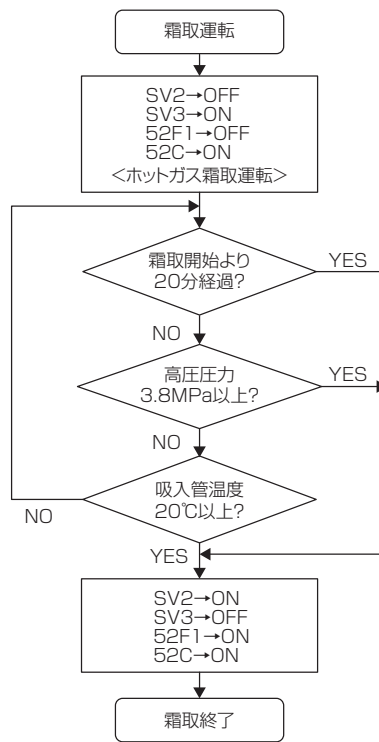 霜取運転
SV2→OFF
SV3→ON
52F1→OFF
52C→ON
<ホットガス霜取運転>
霜取開始より
20分経過?
YES
NO
高圧圧力
3.8MPa以上?
YES
NO
吸入管温度
20℃以上?
NO
YES
SV2→ON
SV3→OFF
52F1→ON
52C→ON
霜取終了